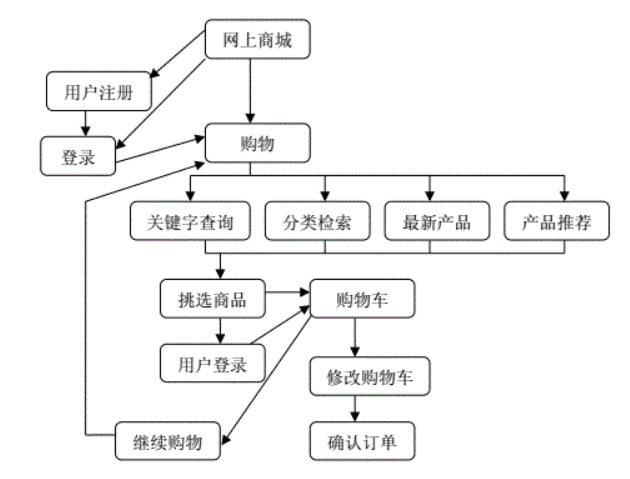 网上商城
用户注册
登录
购物
关键字查询
分类检索
最新产品
产品推荐
挑选商品
购物车
用户登录
修改购物车
继续购物
确认订单